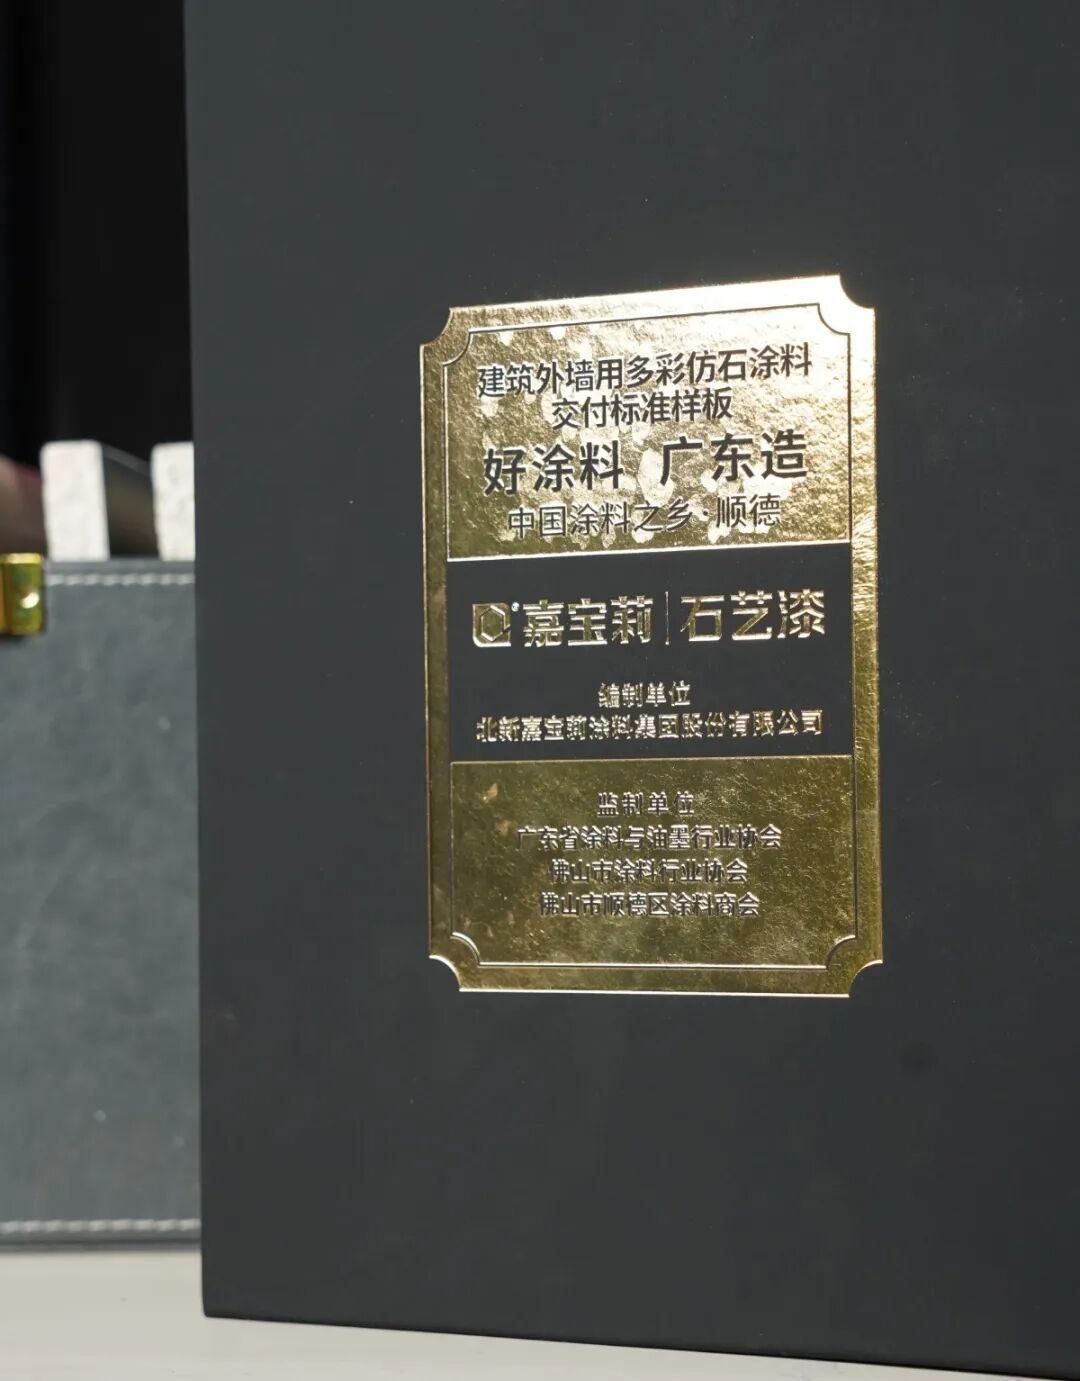 建筑外墙用多彩仿石涂料
交付标准样板
好涂料 广东造
中国涂料之乡·顺德
嘉宝莉®|石艺漆
编制单位
北新嘉宝莉涂料集团股份有限公司
监制单位
广东省涂料与油墨行业协会
佛山市涂料行业协会
佛山市顺德区涂料商会